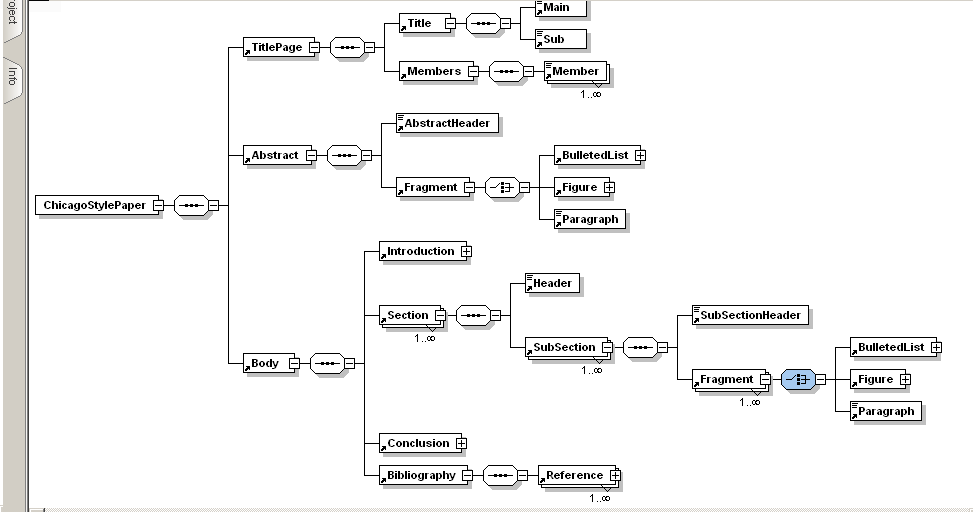 oject
Info
Main
Title
Sub
TitlePage
Members
Member
1..∞
AbstractHeader
Abstract
BulletedList
Fragment
Figure
Paragraph
ChicagoStylePaper
Introduction
Header
Section
1..∞
SubSectionHeader
SubSection
1..∞
BulletedList
Body
Fragment
1..∞
Figure
Paragraph
Conclusion
Bibliography
Reference
1..∞